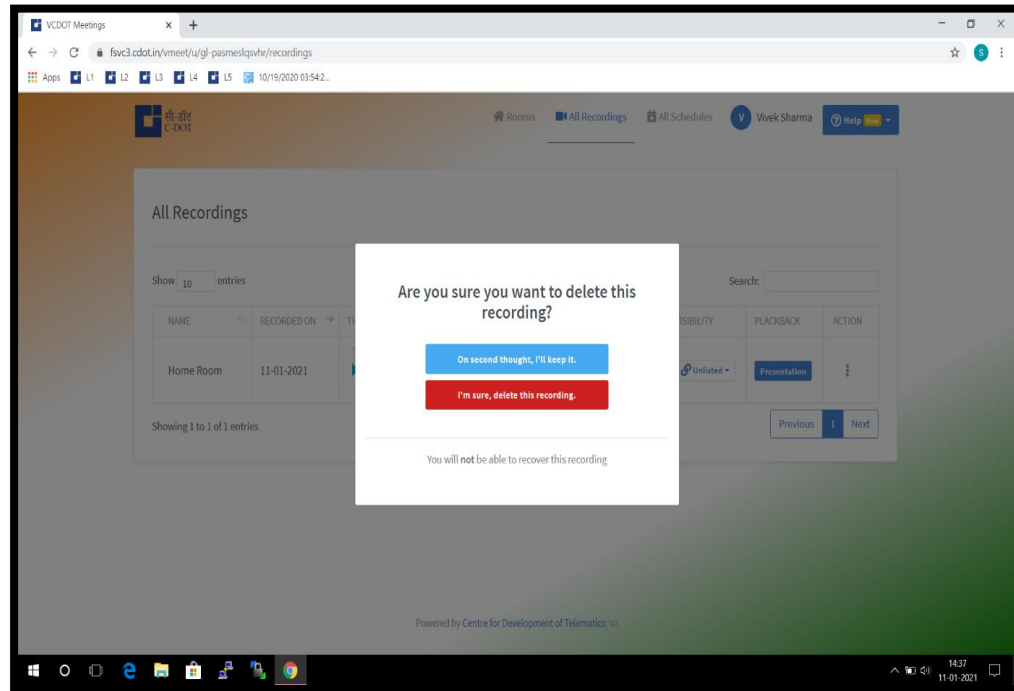 VCDOT Meetings
fsvc3.cdot.in/vmeet/u/gl-pasmeslqsvhr/recordings
S
Apps L1 L2 L3 L4 L5 10/19/2020 03:54:2...
सी-डॉट
C-DOT
Rooms All Recordings All Schedules V Vivek Sharma Help New
All Recordings
Show 10 entries
Search:
NAME RECORDED ON PLACKBACK ACTION
Home Room 11-01-2021 Unlisted Presentation
Showing 1 to 1 of 1 entries
Previous 1 Next
Are you sure you want to delete this
recording?
On second thought, I'll keep it.
I'm sure, delete this recording.
You will not be able to recover this recording
Powered by Centre for Development of Telematics. v2
14:37
11-01-2021